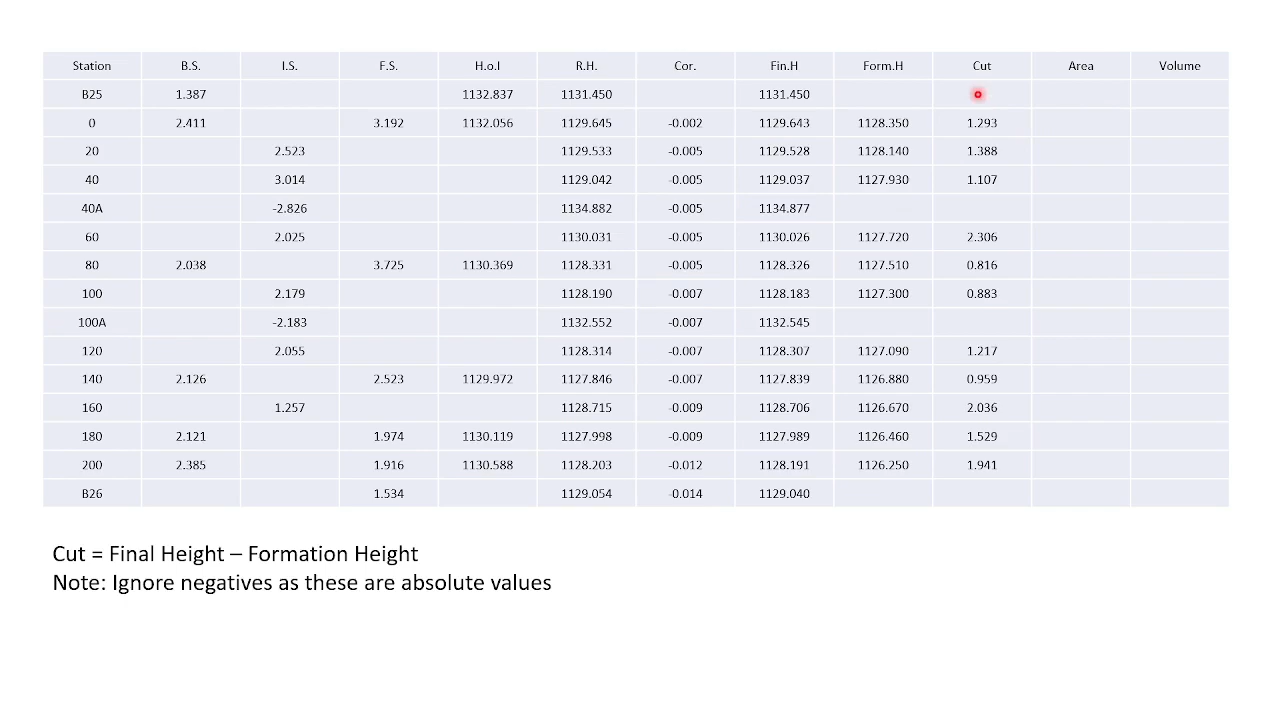 Station B.S. I.S. F.S. H.o.I R.H. Cor. Fin.H Form.H Cut Area Volume
B25 1.387 1132.837 1131.450 1131.450
0 2.411 3.192 1132.056 1129.645 -0.002 1129.643 1128.350 1.293
20 2.523 1129.533 -0.005 1129.528 1128.140 1.388
40 3.014 1129.042 -0.005 1129.037 1127.930 1.107
40A -2.826 1134.882 -0.005 1134.877
60 2.025 1130.031 -0.005 1130.026 1127.720 2.306
80 2.038 3.725 1130.369 1128.331 -0.005 1128.326 1127.510 0.816
100 2.179 1128.190 -0.007 1128.183 1127.300 0.883
100A -2.183 1132.552 -0.007 1132.545
120 2.055 1128.314 -0.007 1128.307 1127.090 1.217
140 2.126 2.523 1129.972 1127.846 -0.007 1127.839 1126.880 0.959
160 1.257 1128.715 -0.009 1128.706 1126.670 2.036
180 2.121 1.974 1130.119 1127.998 -0.009 1127.989 1126.460 1.529
200 2.385 1.916 1130.588 1128.203 -0.012 1128.191 1126.250 1.941
B26 1.534 1129.054 -0.014 1129.040
Cut = Final Height – Formation Height
Note: Ignore negatives as these are absolute values